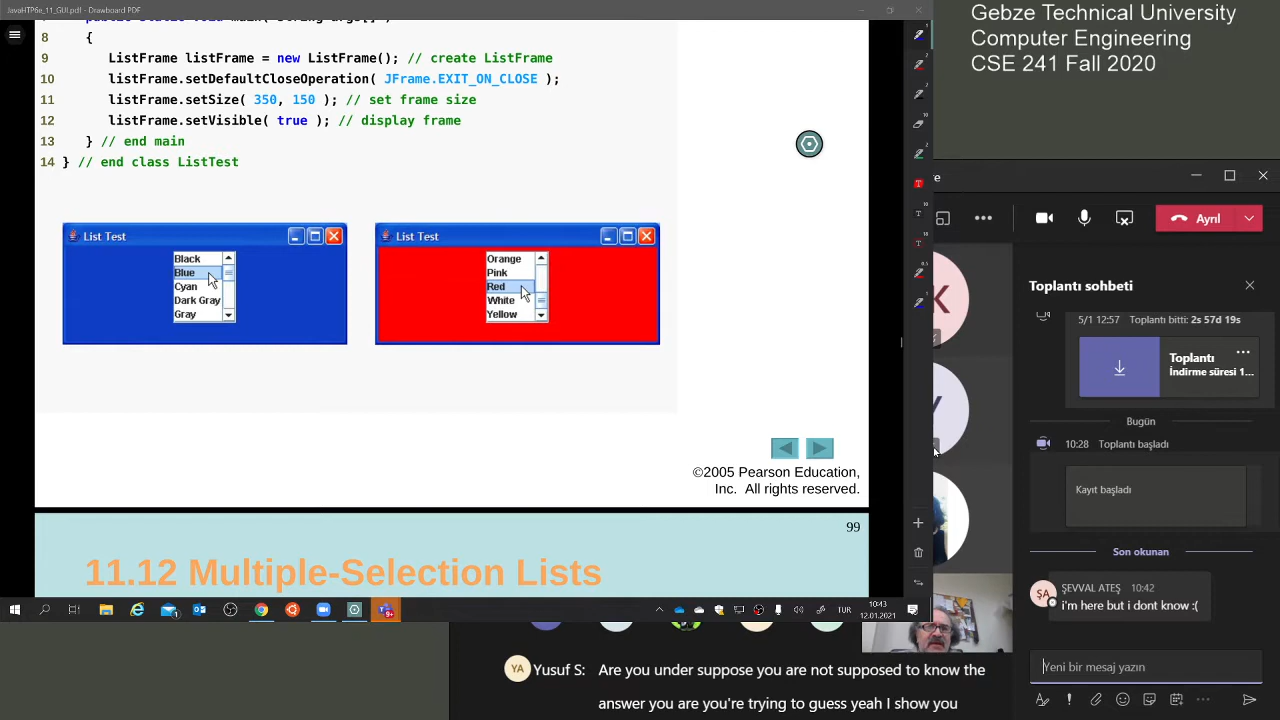 JavaHTP6e_11_GUI.pdf - Drawboard PDF
8 {
9 ListFrame listFrame = new ListFrame(); // create ListFrame
10 listFrame.setDefaultCloseOperation( JFrame.EXIT_ON_CLOSE );
11 listFrame.setSize( 350, 150 ); // set frame size
12 listFrame.setVisible( true ); // display frame
13 } // end main
14 } // end class ListTest
List Test
Black
Blue
Cyan
Dark Gray
Gray
List Test
Orange
Pink
Red
White
Yellow
©2005 Pearson Education,
Inc. All rights reserved.
99
11.12 Multiple-Selection Lists
TUR
10:43
12.01.2021
Gebze Technical University
Computer Engineering
CSE 241 Fall 2020
Ayrıl
K
Toplantı sohbeti
5/1 12:57 Toplantı bitti: 2s 57d 19s
Toplantı
İndirme süresi 1...
Bugün
10:28 Toplantı başladı
Kayıt başladı
Son okunan
ŞA
ŞEVVAL ATEŞ 10:42
i'm here but i dont know :(
Yeni bir mesaj yazın
YA
Yusuf S: Are you under suppose you are not supposed to know the
answer you are you're trying to guess yeah I show you